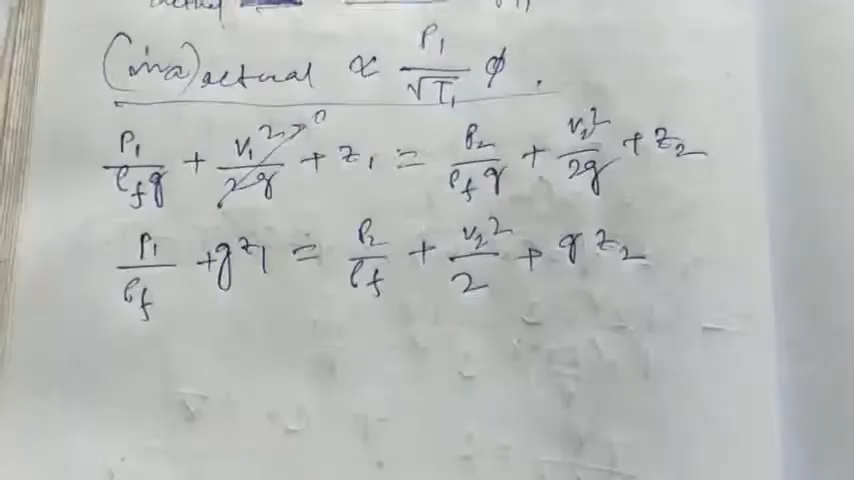 (ṁa)actual ∝ P₁/√T₁ ϕ .
P₁/ρ_f g + V₁²/2g→0 + Z₁ = P₂/ρ_f g + V₂²/2g + Z₂
P₁/ρ_f + gZ₁ = P₂/ρ_f + V₂²/2 + gZ₂